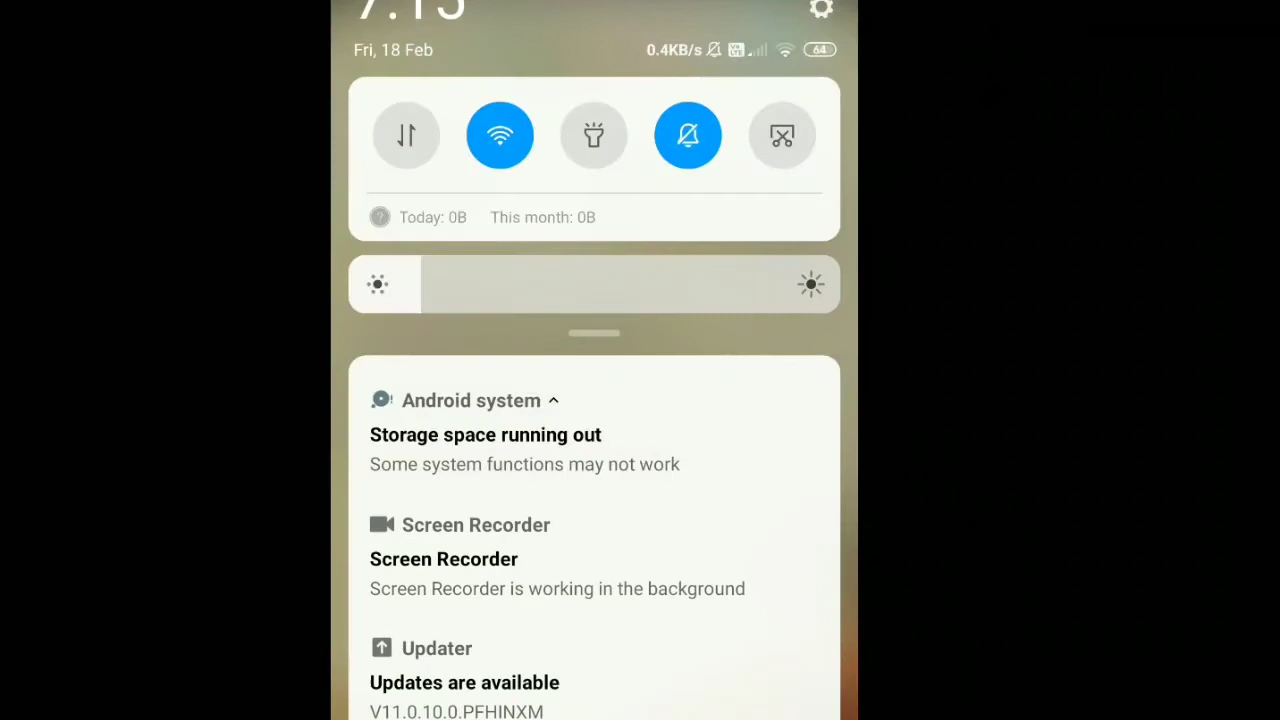 7:15
Fri, 18 Feb
0.4KB/s 64
Today: 0B This month: 0B
Android system
Storage space running out
Some system functions may not work
Screen Recorder
Screen Recorder
Screen Recorder is working in the background
Updater
Updates are available
V11.0.10.0.PFHINXM